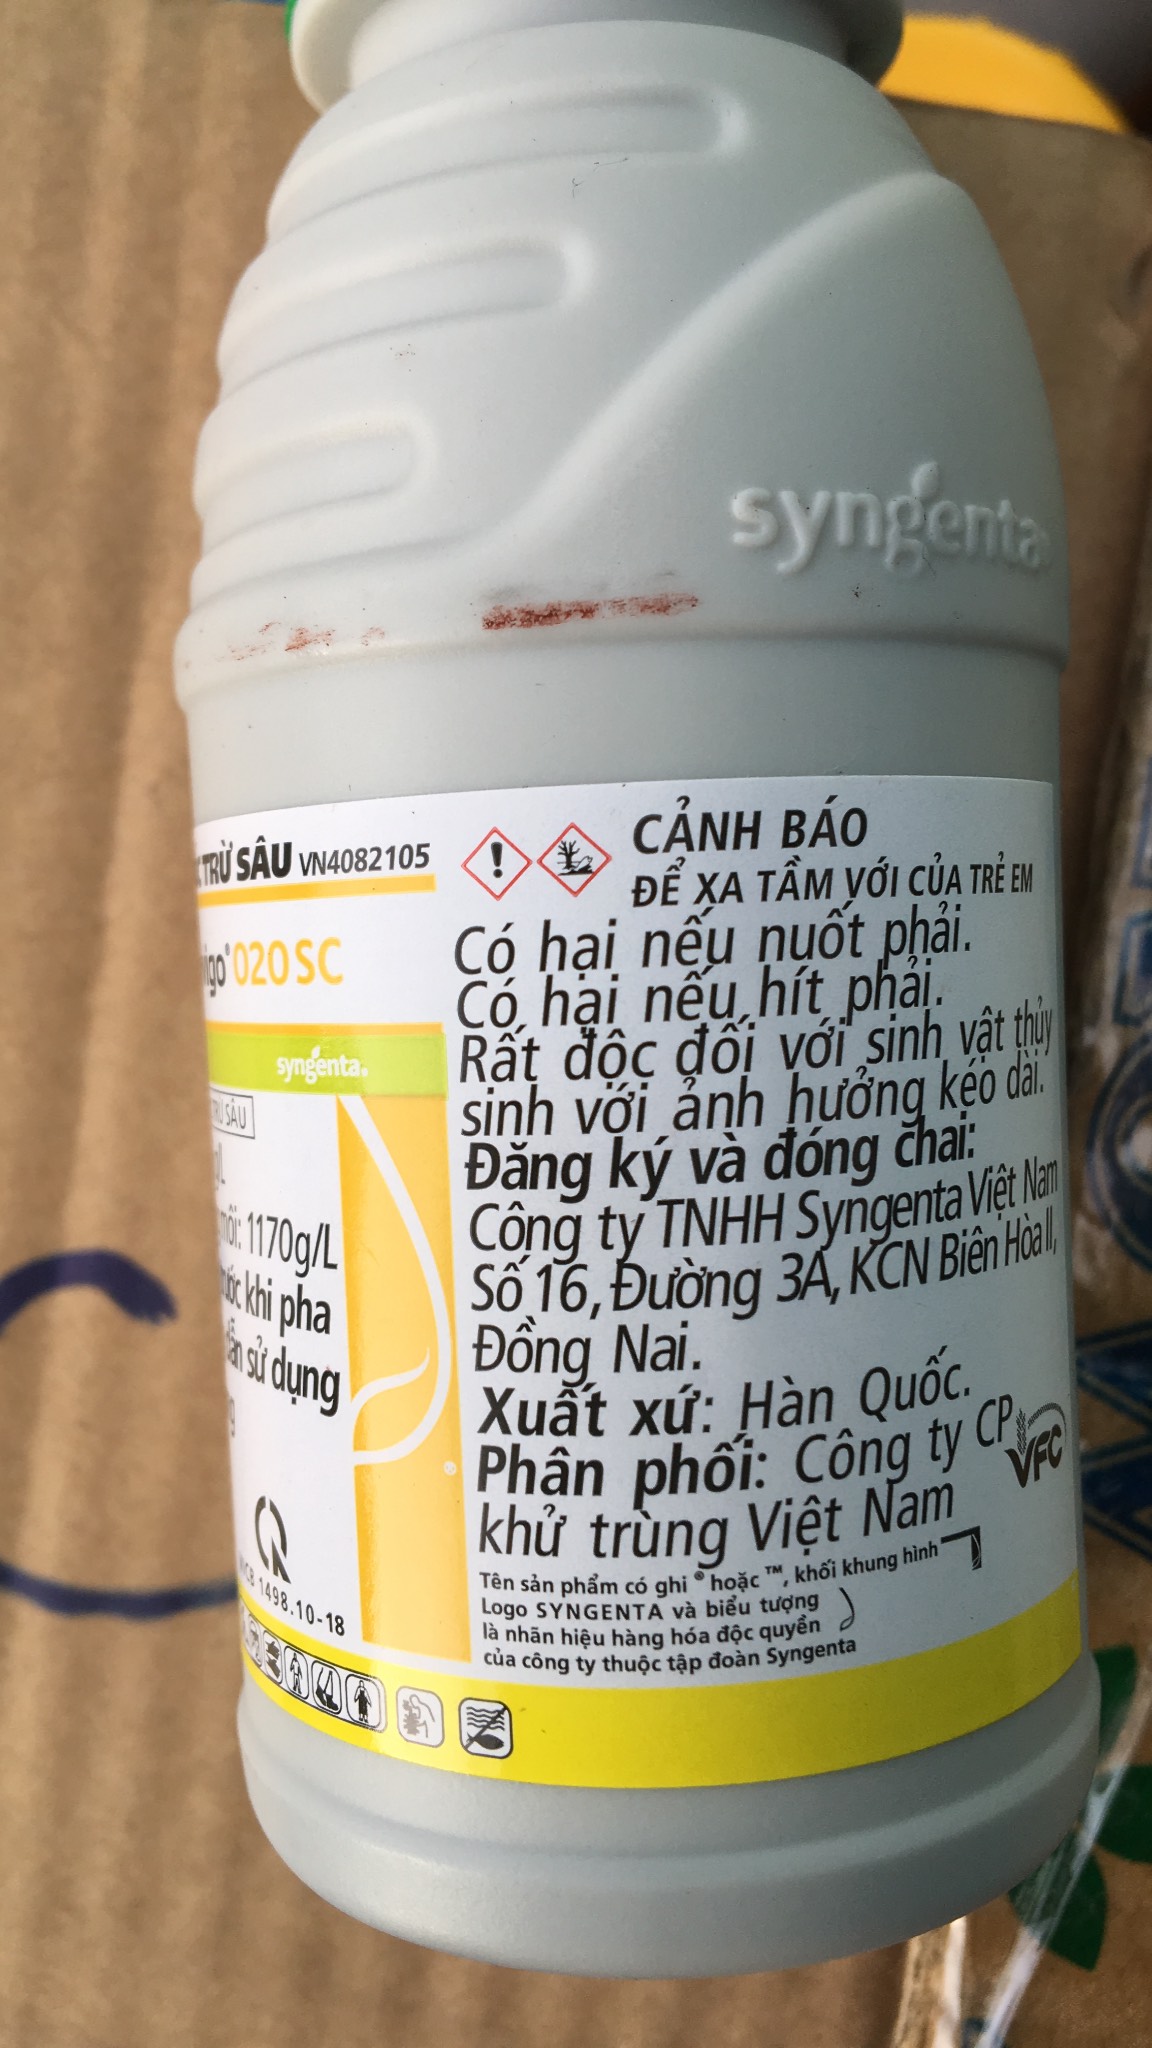 syngenta
TRỪ SÂU VN4082105
020 SC
syngenta.
TRỪ SÂU
g/L
môi: 1170g/L
trước khi pha
dẫn sử dụng
1498.10-18
CẢNH BÁO
ĐỂ XA TẦM VỚI CỦA TRẺ EM
Có hại nếu nuốt phải.
Có hại nếu hít phải.
Rất độc đối với sinh vật thủy
sinh với ảnh hưởng kéo dài.
Đăng ký và đóng chai:
Công ty TNHH Syngenta Việt Nam
Số 16, Đường 3A, KCN Biên Hòa II,
Đồng Nai.
Xuất xứ: Hàn Quốc.
Phân phối: Công ty CP
khử trùng Việt Nam
VFC
Tên sản phẩm có ghi ® hoặc ™, khối khung hình
Logo SYNGENTA và biểu tượng
là nhãn hiệu hàng hóa độc quyền
của công ty thuộc tập đoàn Syngenta